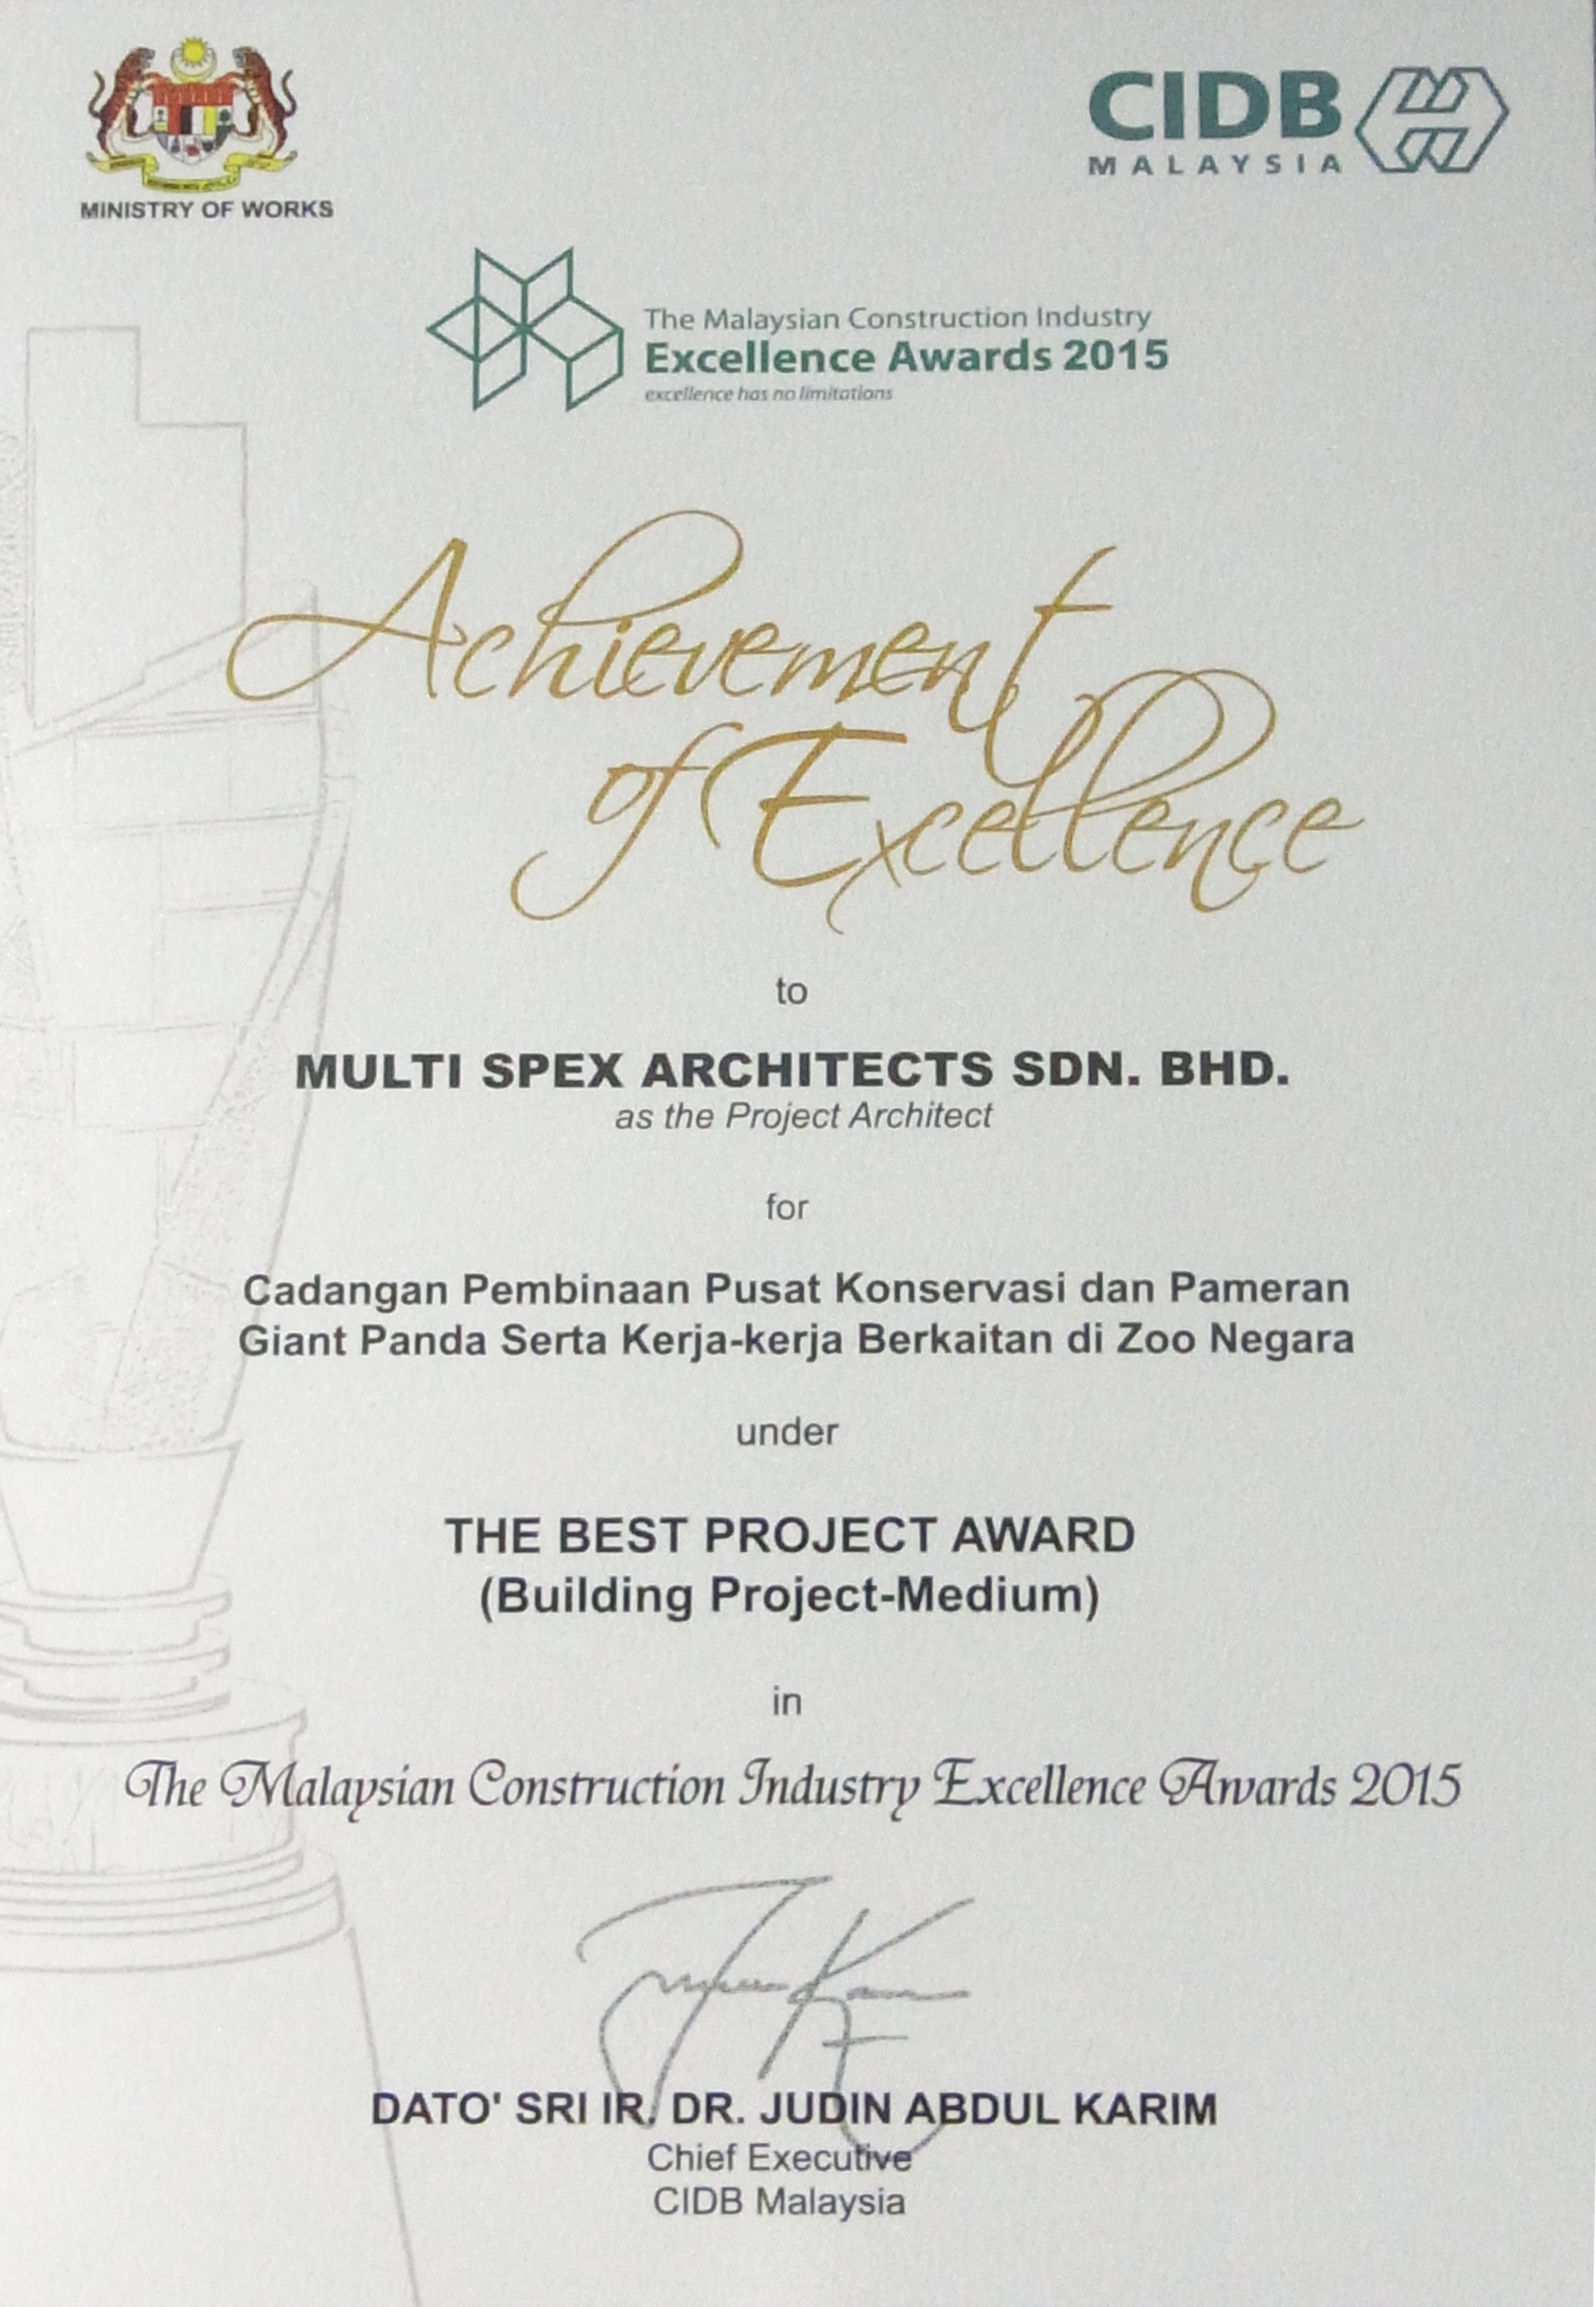 MINISTRY OF WORKS
CIDB
MALAYSIA
The Malaysian Construction Industry
Excellence Awards 2015
excellence has no limitations
Achievement
of Excellence
to
MULTI SPEX ARCHITECTS SDN. BHD.
as the Project Architect
for
Cadangan Pembinaan Pusat Konservasi dan Pameran
Giant Panda Serta Kerja-kerja Berkaitan di Zoo Negara
under
THE BEST PROJECT AWARD
(Building Project-Medium)
in
The Malaysian Construction Industry Excellence Awards 2015
DATO' SRI IR. DR. JUDIN ABDUL KARIM
Chief Executive
CIDB Malaysia